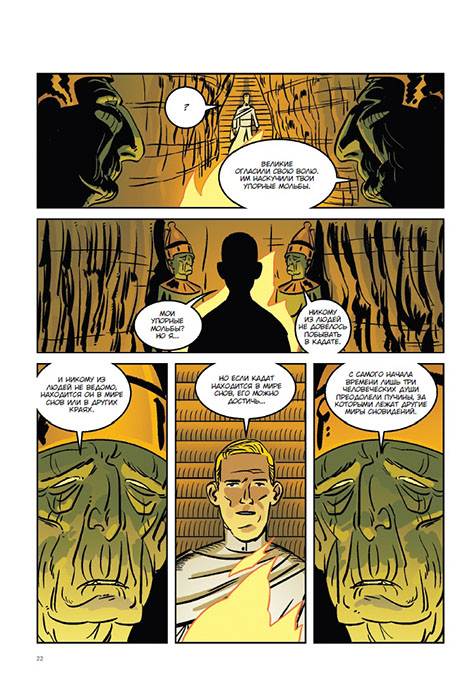 ?
ВЕЛИКИЕ
ОГЛАСИЛИ СВОЮ ВОЛЮ.
ИМ НАСКУЧИЛИ ТВОИ
УПОРНЫЕ МОЛЬБЫ.
МОИ
УПОРНЫЕ
МОЛЬБЫ?
НО Я...
НИКОМУ
ИЗ ЛЮДЕЙ
НЕ ДОВЕЛОСЬ
ПОБЫВАТЬ
В КАДАТЕ.
И НИКОМУ ИЗ
ЛЮДЕЙ НЕ ВЕДОМО,
НАХОДИТСЯ ОН В МИРЕ
СНОВ ИЛИ В ДРУГИХ
КРАЯХ.
НО ЕСЛИ КАДАТ
НАХОДИТСЯ В МИРЕ
СНОВ, ЕГО МОЖНО
ДОСТИЧЬ...
С САМОГО НАЧАЛА
ВРЕМЕНИ ЛИШЬ ТРИ
ЧЕЛОВЕЧЕСКИХ ДУШИ
ПРЕОДОЛЕЛИ ПУЧИНЫ, ЗА
КОТОРЫМИ ЛЕЖАТ ДРУГИЕ
МИРЫ СНОВИДЕНИЙ.
22